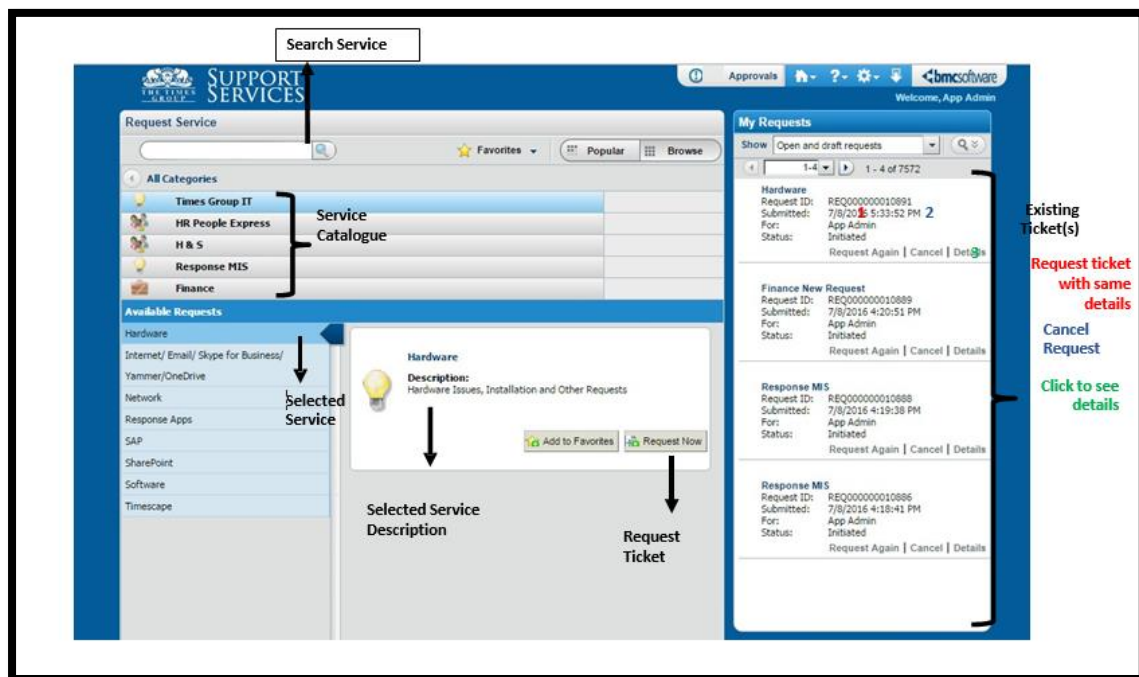 Search Service
THE TIMES GROUP
SUPPORT SERVICES
Approvals
bmcsoftware
Welcome, App Admin
Request Service
Favorites
Popular
Browse
All Categories
Times Group IT
HR People Express
H & S
Response MIS
Finance
Service
Catalogue
Available Requests
Hardware
Internet/ Email/ Skype for Business/
Yammer/OneDrive
Network
Response Apps
SAP
SharePoint
Software
Timescape
Selected
Service
Hardware
Description:
Hardware Issues, Installation and Other Requests
Add to Favorites
Request Now
Selected Service
Description
Request
Ticket
My Requests
Show Open and draft requests
1-4 1 - 4 of 7572
Hardware
Request ID: REQ000000010891
Submitted: 7/8/2016 5:33:52 PM
1 2
For: App Admin
Status: Initiated
Request Again | Cancel | Details
3
Finance New Request
Request ID: REQ000000010889
Submitted: 7/8/2016 4:20:51 PM
For: App Admin
Status: Initiated
Request Again | Cancel | Details
Response MIS
Request ID: REQ000000010888
Submitted: 7/8/2016 4:19:38 PM
For: App Admin
Status: Initiated
Request Again | Cancel | Details
Response MIS
Request ID: REQ000000010886
Submitted: 7/8/2016 4:18:41 PM
For: App Admin
Status: Initiated
Request Again | Cancel | Details
Existing
Ticket(s)
Request ticket
with same
details
Cancel
Request
Click to see
details